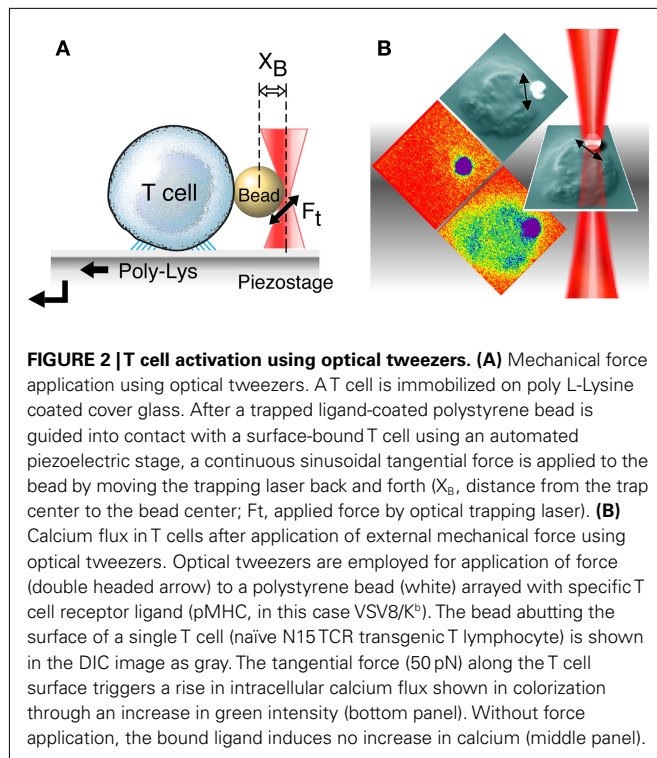 A
B
X_B
T cell
Bead
F_t
Poly-Lys
Piezostage
FIGURE 2 | T cell activation using optical tweezers. (A) Mechanical force
application using optical tweezers. A T cell is immobilized on poly L-Lysine
coated cover glass. After a trapped ligand-coated polystyrene bead is
guided into contact with a surface-bound T cell using an automated
piezoelectric stage, a continuous sinusoidal tangential force is applied to the
bead by moving the trapping laser back and forth (X_B, distance from the trap
center to the bead center; Ft, applied force by optical trapping laser). (B)
Calcium flux in T cells after application of external mechanical force using
optical tweezers. Optical tweezers are employed for application of force
(double headed arrow) to a polystyrene bead (white) arrayed with specific T
cell receptor ligand (pMHC, in this case VSV8/K^b). The bead abutting the
surface of a single T cell (naïve N15 TCR transgenic T lymphocyte) is shown
in the DIC image as gray. The tangential force (50 pN) along the T cell
surface triggers a rise in intracellular calcium flux shown in colorization
through an increase in green intensity (bottom panel). Without force
application, the bound ligand induces no increase in calcium (middle panel).